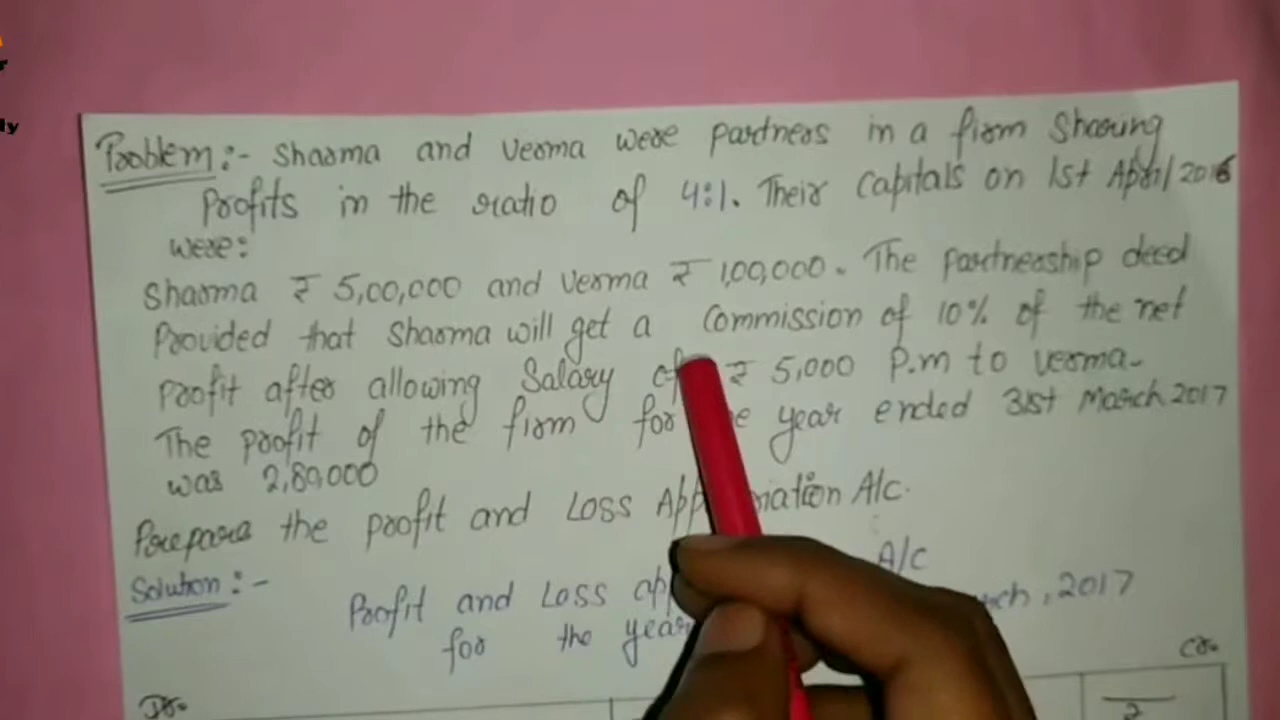 Problem:- Sharma and Verma were partners in a firm Sharing
Profits in the ratio of 4:1. Their Capitals on 1st April 2016
were:
Sharma ₹ 5,00,000 and Verma ₹ 1,00,000. The partnership deed
Provided that Sharma will get a Commission of 10% of the net
Profit after allowing Salary of ₹ 5,000 P.m to Verma.
The profit of the firm for year ended 31st March 2017
was 2,80,000
Prepare the profit and Loss A/c.
Solution:-
Profit and Loss A/c
for the year , 2017
Dr.
Cr.
₹